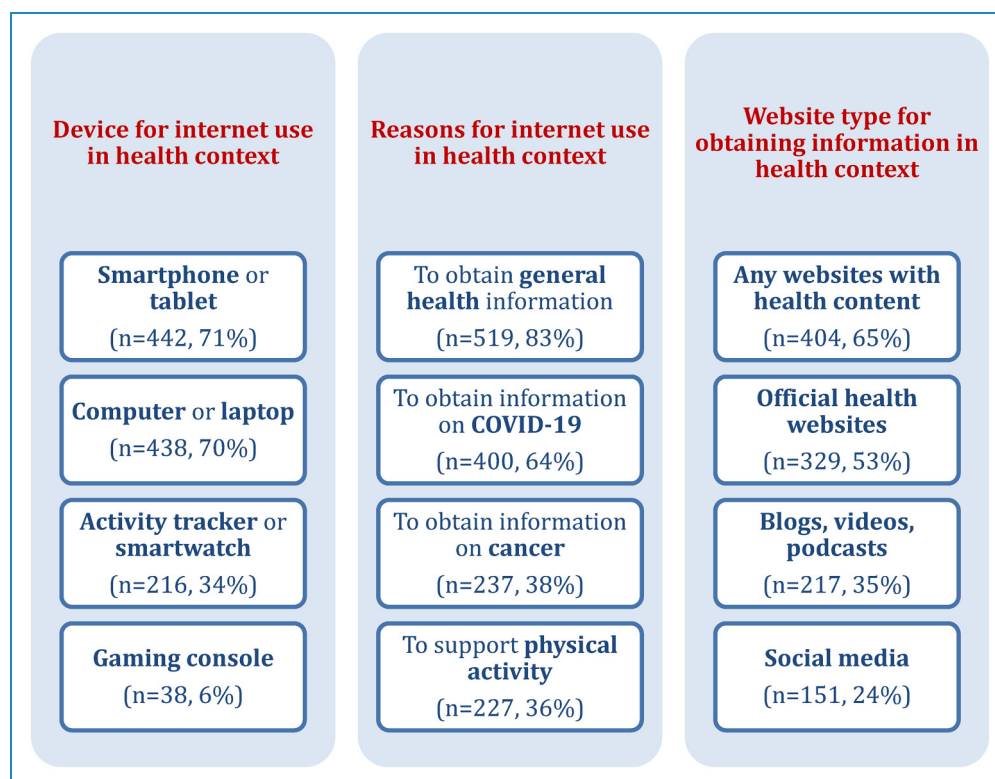 Device for internet use
in health context
Smartphone or
tablet
(n=442, 71%)
Computer or laptop
(n=438, 70%)
Activity tracker or
smartwatch
(n=216, 34%)
Gaming console
(n=38, 6%)
Reasons for internet use
in health context
To obtain general
health information
(n=519, 83%)
To obtain information
on COVID-19
(n=400, 64%)
To obtain information
on cancer
(n=237, 38%)
To support physical
activity
(n=227, 36%)
Website type for
obtaining information in
health context
Any websites with
health content
(n=404, 65%)
Official health
websites
(n=329, 53%)
Blogs, videos,
podcasts
(n=217, 35%)
Social media
(n=151, 24%)